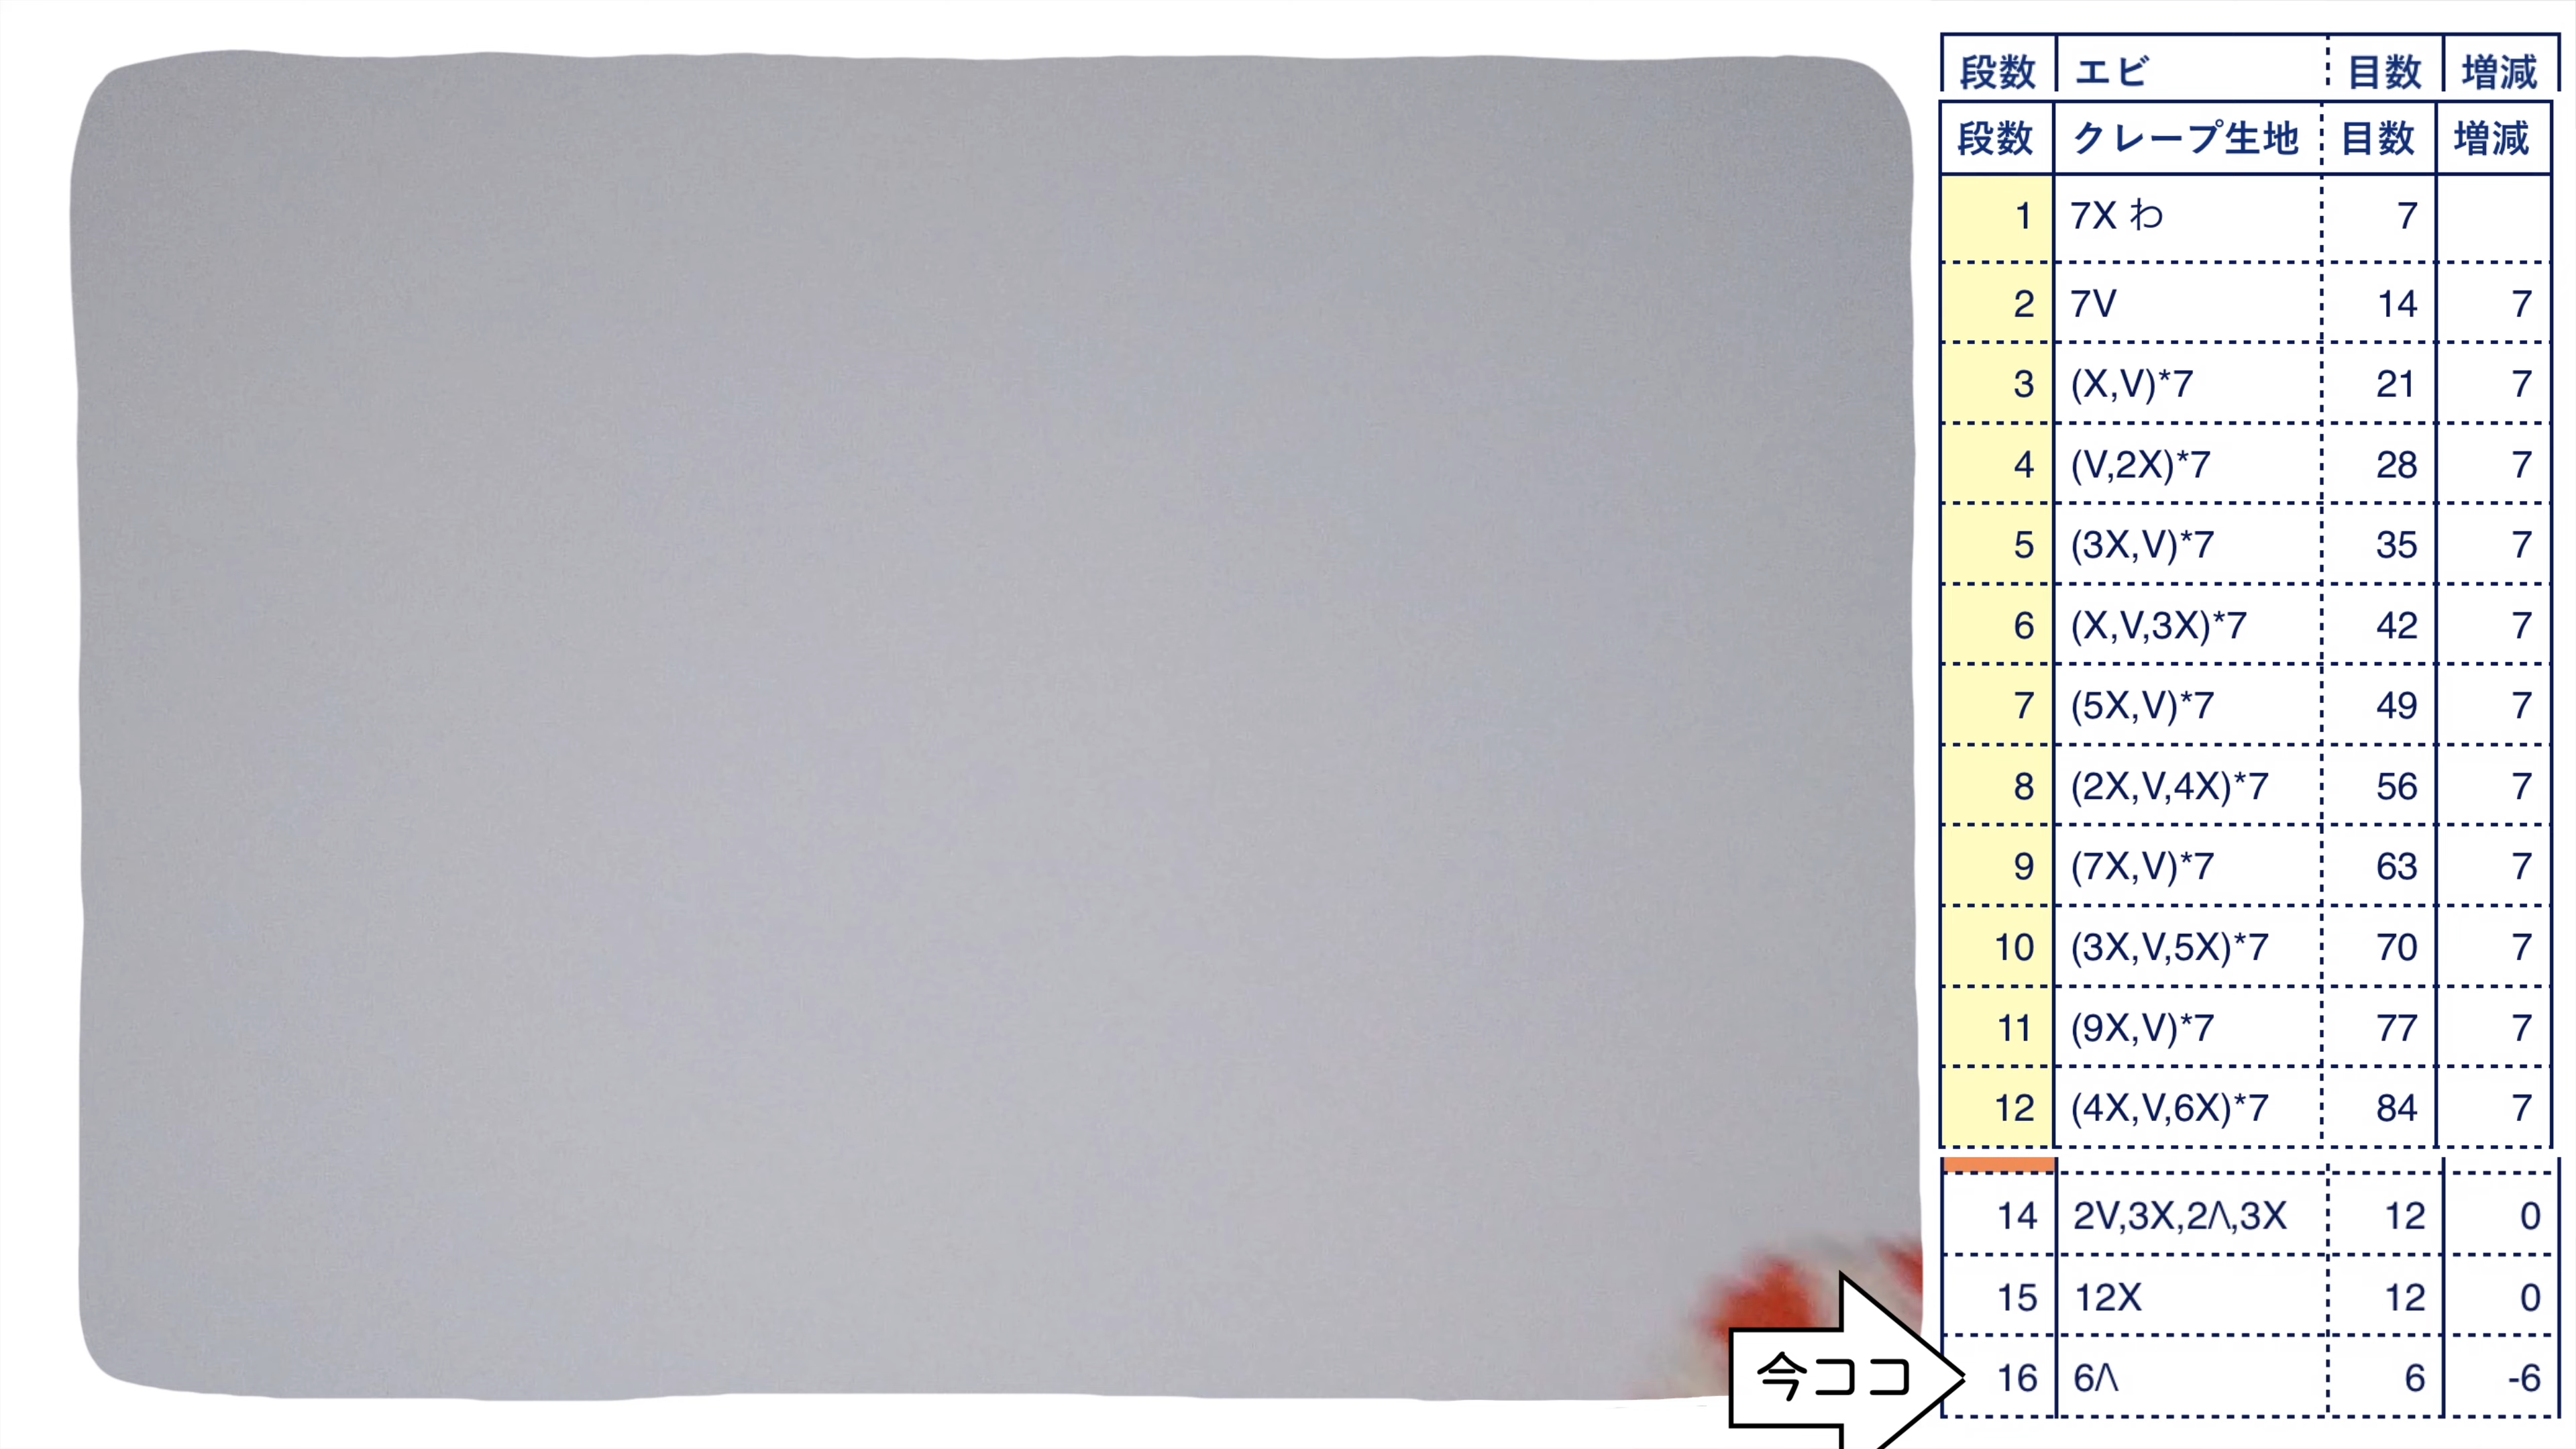 段数 エビ 目数 増減
段数 クレープ生地 目数 増減
1 7X わ 7
2 7V 14 7
3 (X,V)*7 21 7
4 (V,2X)*7 28 7
5 (3X,V)*7 35 7
6 (X,V,3X)*7 42 7
7 (5X,V)*7 49 7
8 (2X,V,4X)*7 56 7
9 (7X,V)*7 63 7
10 (3X,V,5X)*7 70 7
11 (9X,V)*7 77 7
12 (4X,V,6X)*7 84 7
14 2V,3X,2/\,3X 12 0
15 12X 12 0
今ココ 16 6/\ 6 -6